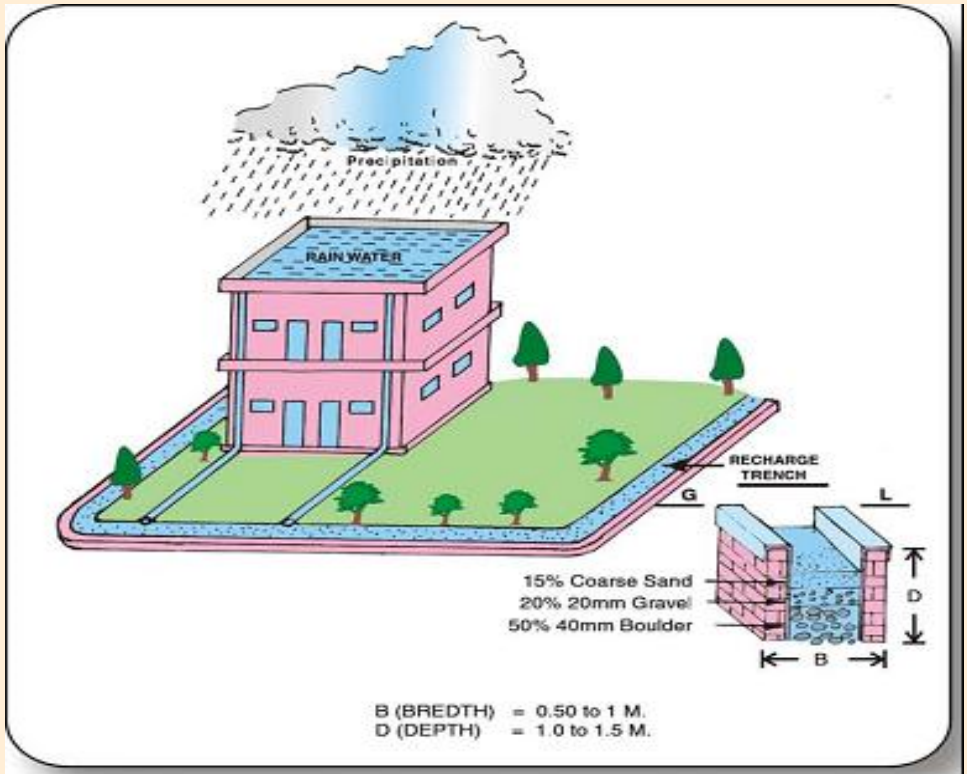 Precipitation
RAIN WATER
RECHARGE
TRENCH
G
L
15% Coarse Sand
20% 20mm Gravel
50% 40mm Boulder
D
B
B (BREDTH) = 0.50 to 1 M.
D (DEPTH) = 1.0 to 1.5 M.